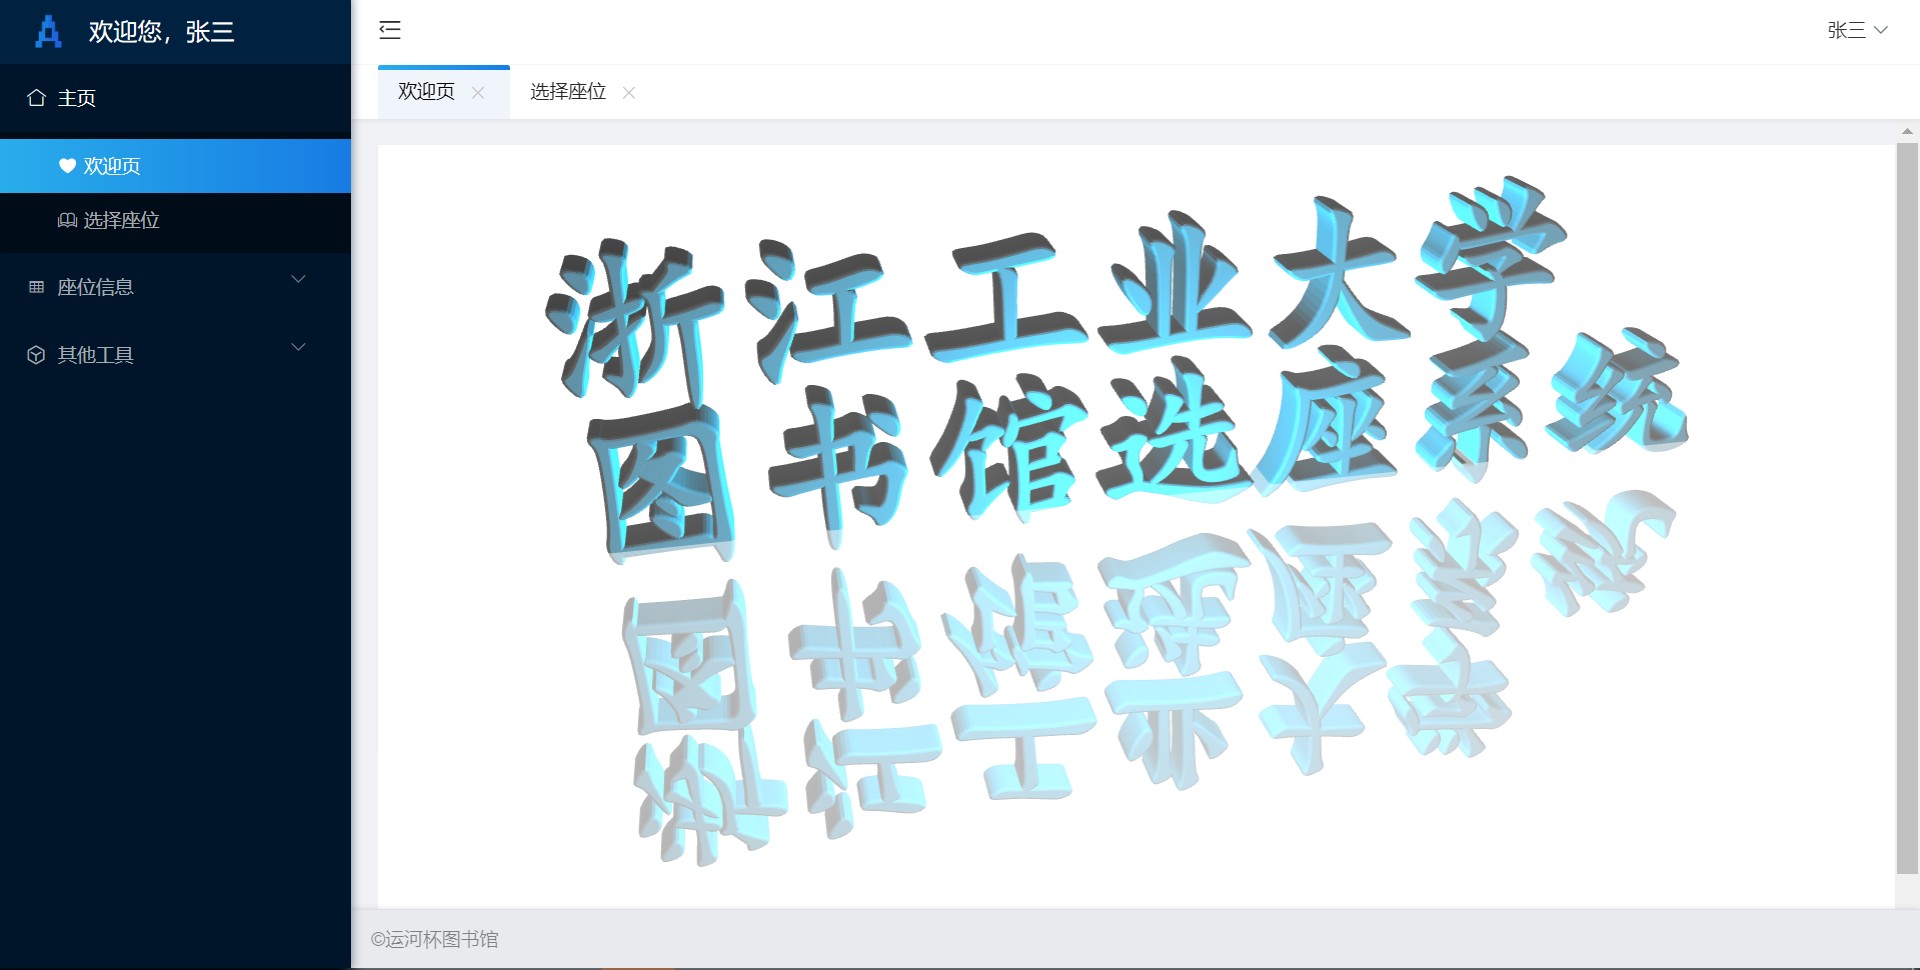 欢迎您，张三
主页
欢迎页
选择座位
座位信息
其他工具
张三
欢迎页
选择座位
浙江工业大学
图书馆选座系统
©运河杯图书馆